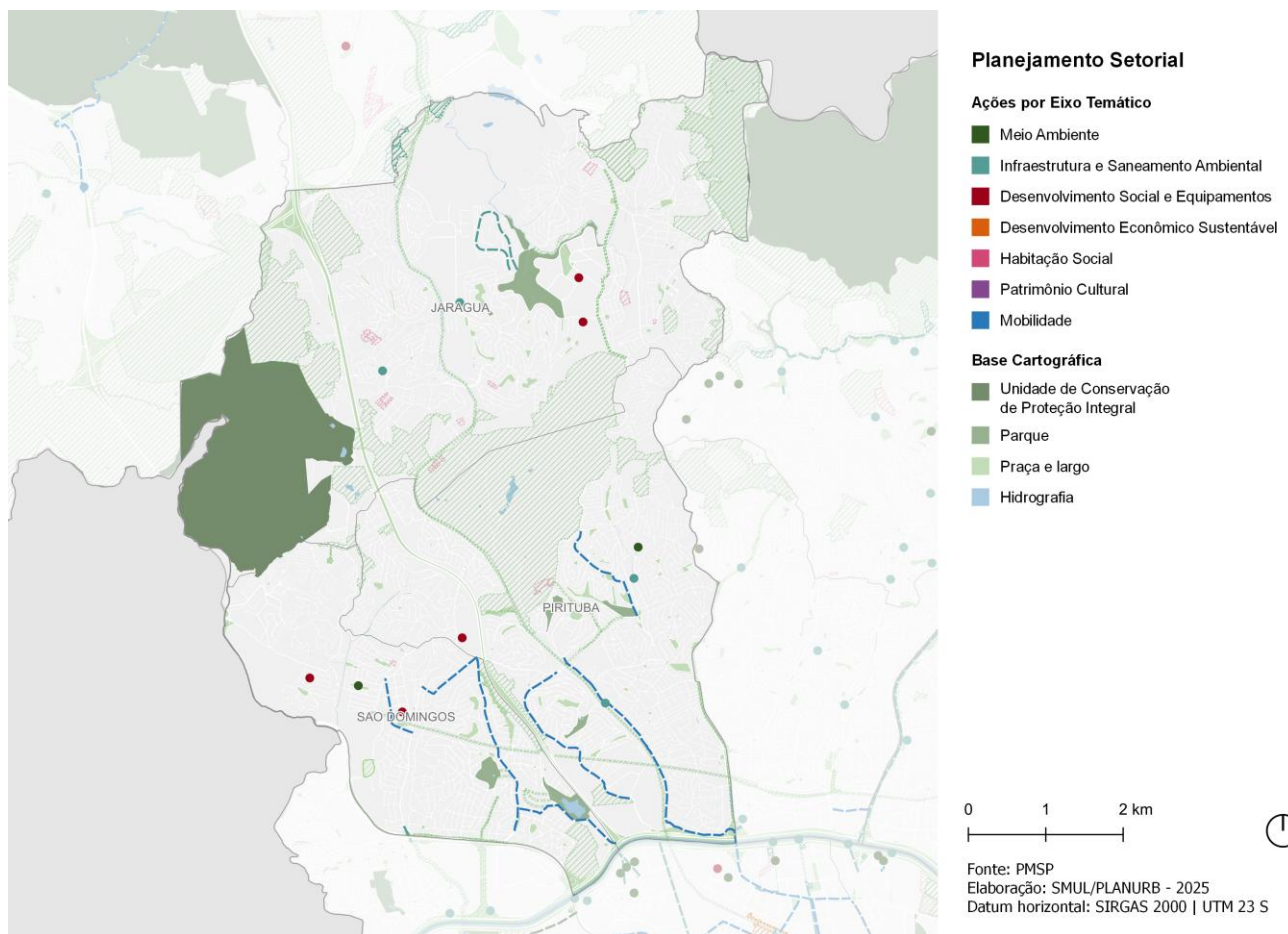 Planejamento Setorial
Ações por Eixo Temático
Meio Ambiente
Infraestrutura e Saneamento Ambiental
Desenvolvimento Social e Equipamentos
Desenvolvimento Econômico Sustentável
Habitação Social
Patrimônio Cultural
Mobilidade
Base Cartográfica
Unidade de Conservação
de Proteção Integral
Parque
Praça e largo
Hidrografia
JARAGUA
PIRITUBA
SAO DOMINGOS
0 1 2 km
Fonte: PMSP
Elaboração: SMUL/PLANURB - 2025
Datum horizontal: SIRGAS 2000 | UTM 23 S